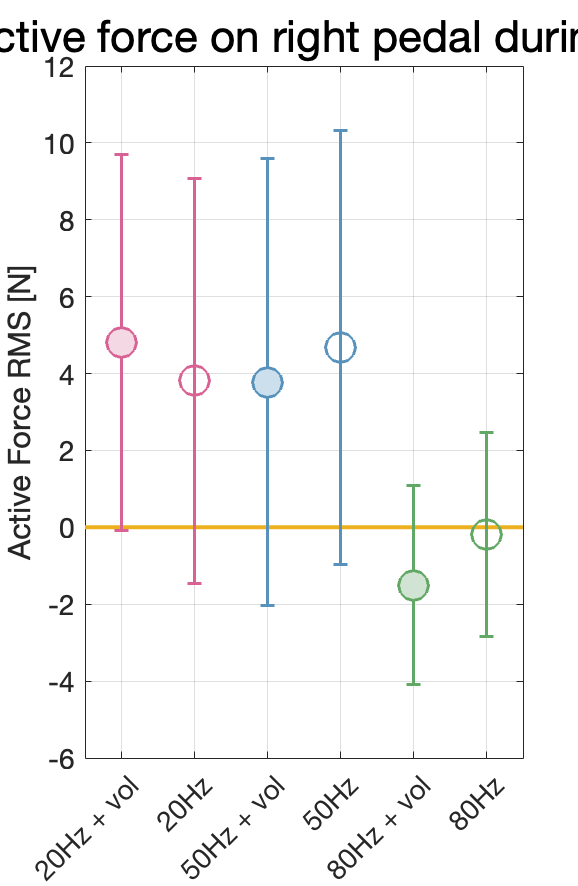 ctive force on right pedal durin
12
10
8
6
4
2
0
-2
-4
-6
Active Force RMS [N]
20Hz + vol
20Hz
50Hz + vol
50Hz
80Hz + vol
80Hz